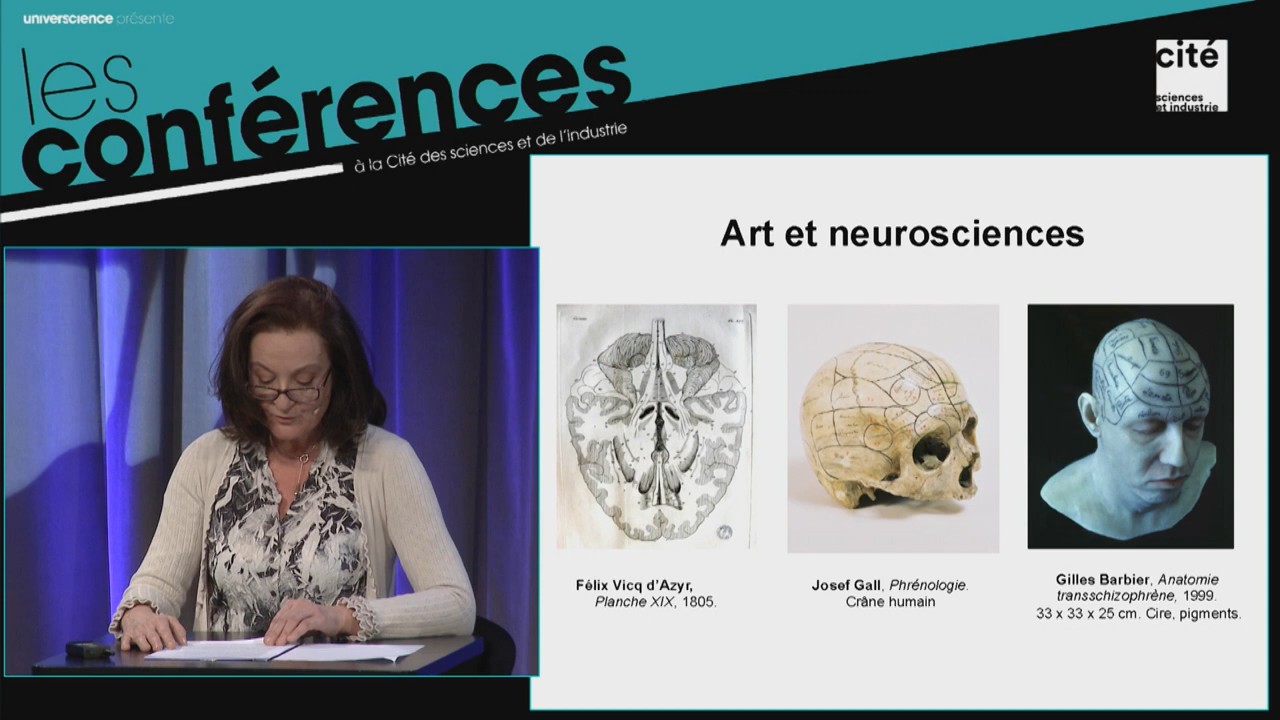 universcience présente
les
conférences
à la Cité des sciences et de l'industrie
cité
sciences
et industrie
Art et neurosciences
Félix Vicq d'Azyr,
Planche XIX, 1805.
Josef Gall, Phrénologie.
Crâne humain
Gilles Barbier, Anatomie
transschizophrène, 1999.
33 x 33 x 25 cm. Cire, pigments.